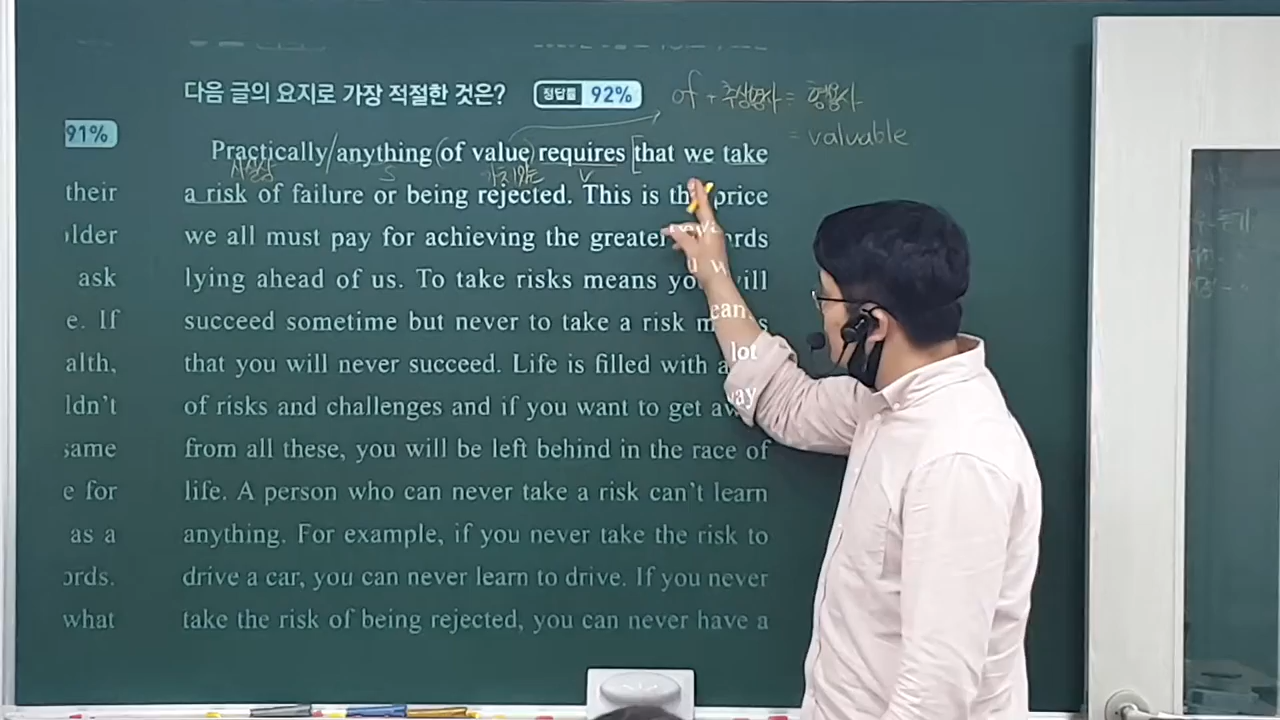 다음 글의 요지로 가장 적절한 것은?
정답률 92%
of + 추상명사 = 형용사
= valuable
91%
their
older
ask
e. If
alth,
ldn't
same
e for
as a
ords.
what
Practically/anything (of value) requires [that we take
사실상 S 가치있는 V
a risk of failure or being rejected. This is the price
we all must pay for achieving the greater rewards
lying ahead of us. To take risks means you will
succeed sometime but never to take a risk means
that you will never succeed. Life is filled with a lot
of risks and challenges and if you want to get away
from all these, you will be left behind in the race of
life. A person who can never take a risk can't learn
anything. For example, if you never take the risk to
drive a car, you can never learn to drive. If you never
take the risk of being rejected, you can never have a